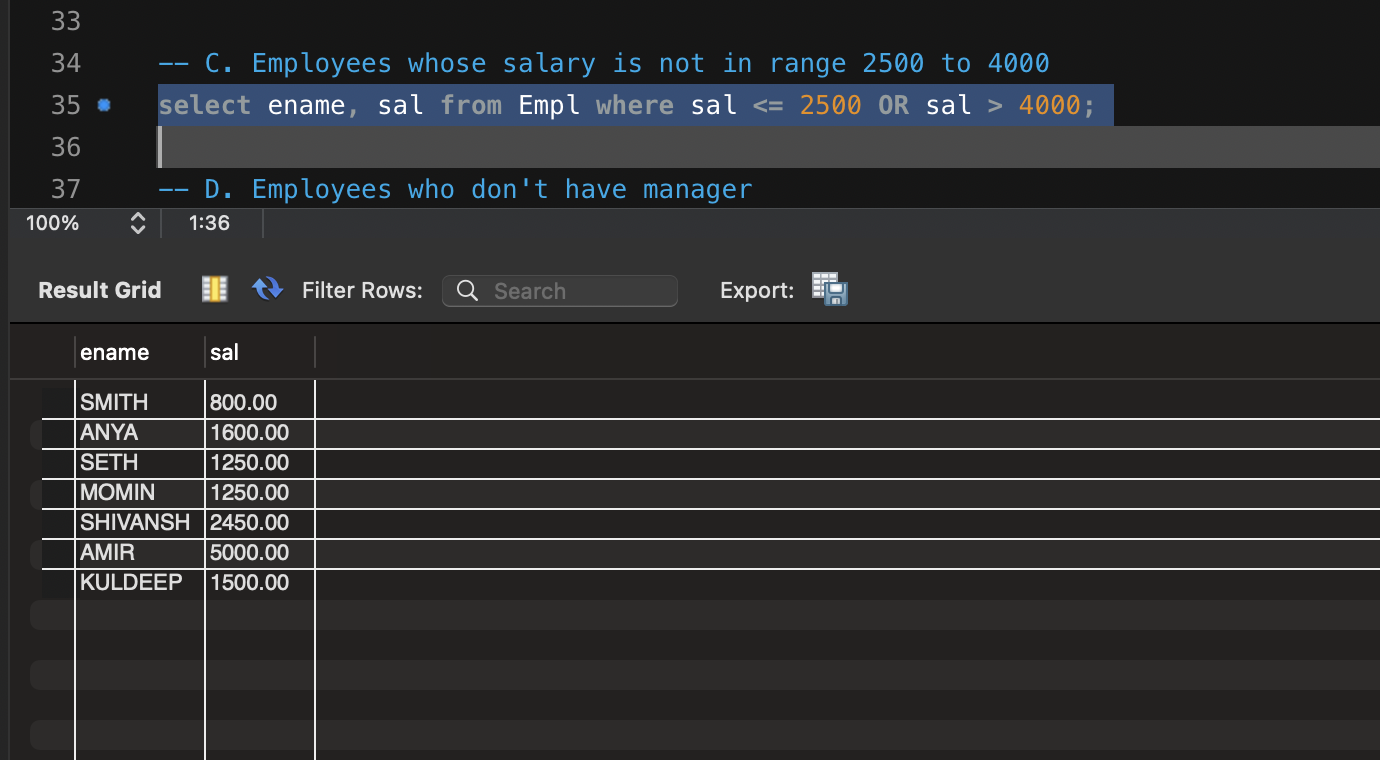 33
34 -- C. Employees whose salary is not in range 2500 to 4000
35 select ename, sal from Empl where sal <= 2500 OR sal > 4000;
36
37 -- D. Employees who don't have manager
100% 1:36
Result Grid Filter Rows: Search Export:
ename sal
SMITH 800.00
ANYA 1600.00
SETH 1250.00
MOMIN 1250.00
SHIVANSH 2450.00
AMIR 5000.00
KULDEEP 1500.00